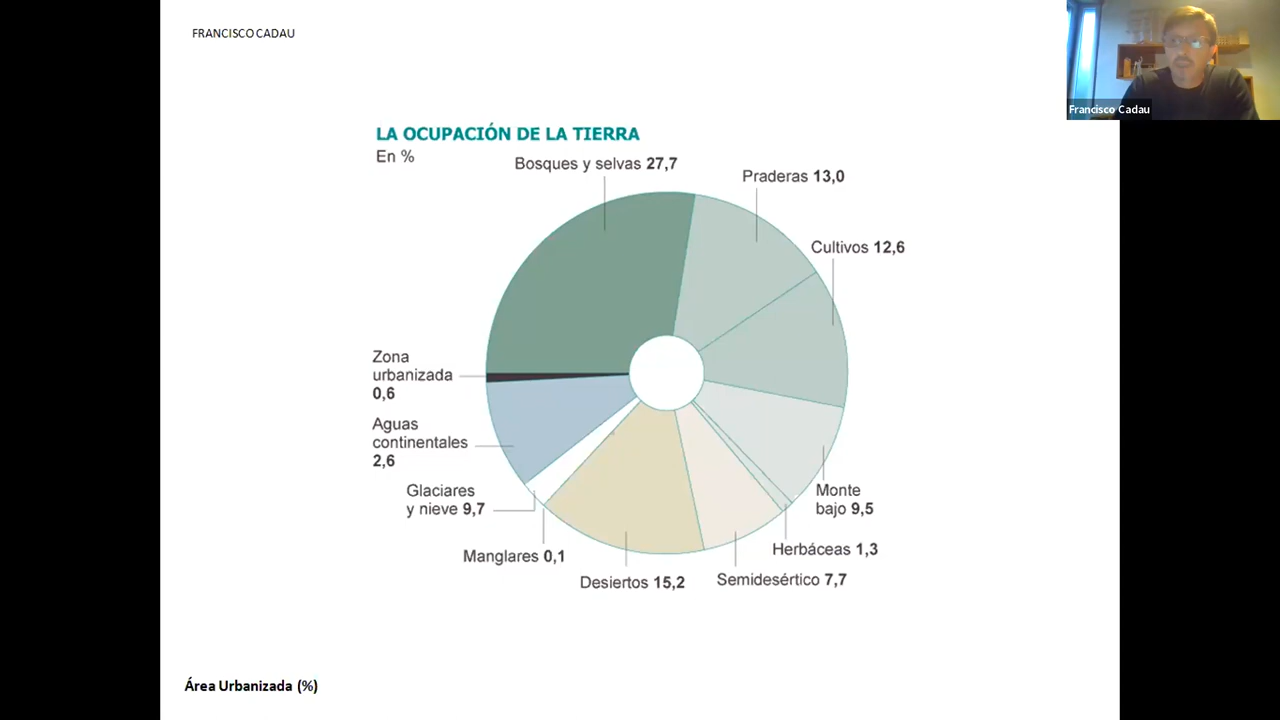 FRANCISCO CADAU
Francisco Cadau
LA OCUPACIÓN DE LA TIERRA
En %
Bosques y selvas 27,7
Praderas 13,0
Cultivos 12,6
Zona
urbanizada
0,6
Aguas
continentales
2,6
Glaciares
y nieve 9,7
Monte
bajo 9,5
Manglares 0,1
Herbáceas 1,3
Desiertos 15,2
Semidesértico 7,7
Área Urbanizada (%)